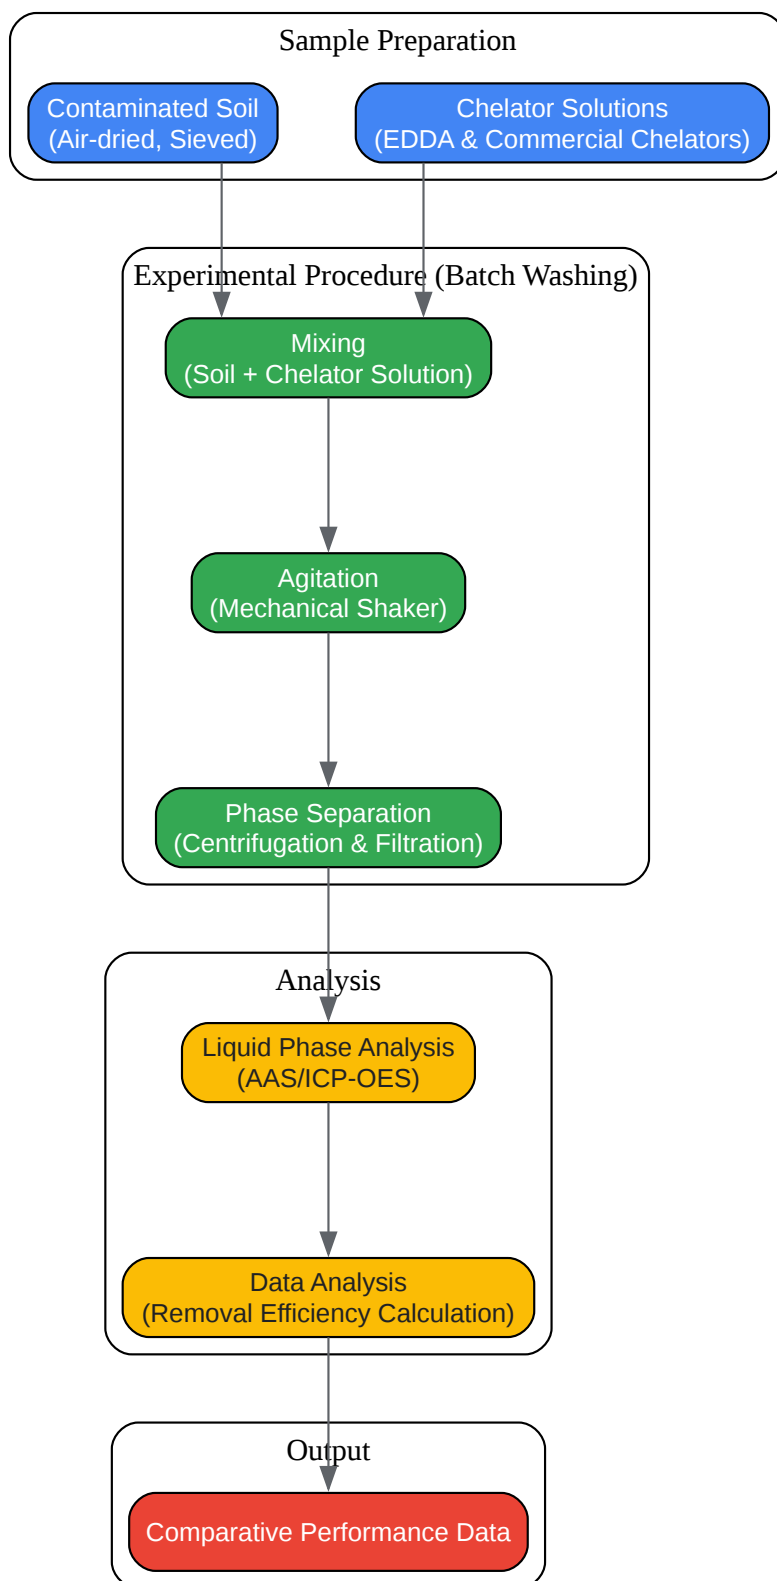 Sample Preparation
Contaminated Soil
(Air-dried, Sieved)
Chelator Solutions
(EDDA & Commercial Chelators)
Experimental Procedure (Batch Washing)
Mixing
(Soil + Chelator Solution)
Agitation
(Mechanical Shaker)
Phase Separation
(Centrifugation & Filtration)
Analysis
Liquid Phase Analysis
(AAS/ICP-OES)
Data Analysis
(Removal Efficiency Calculation)
Output
Comparative Performance Data